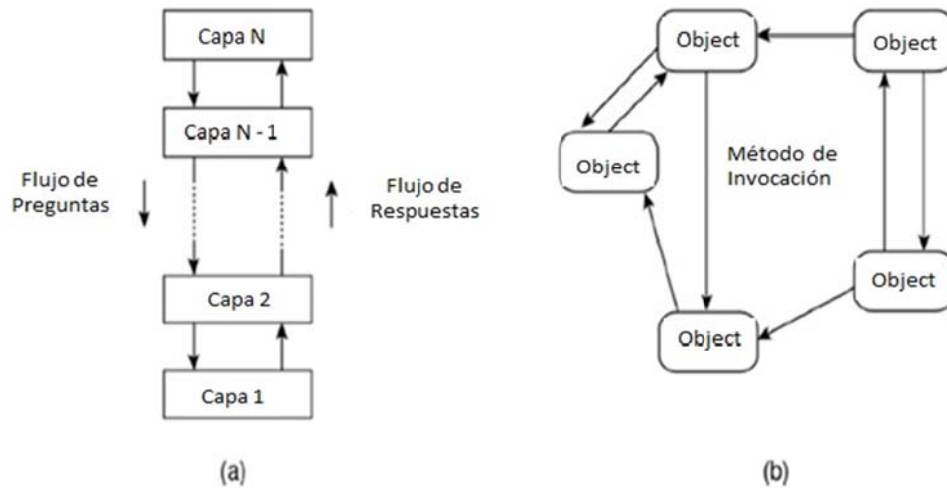 Capa N
Capa N - 1
Flujo de
Preguntas
Flujo de
Respuestas
Capa 2
Capa 1
(a)
Object
Object
Object
Método de
Invocación
Object
Object
(b)